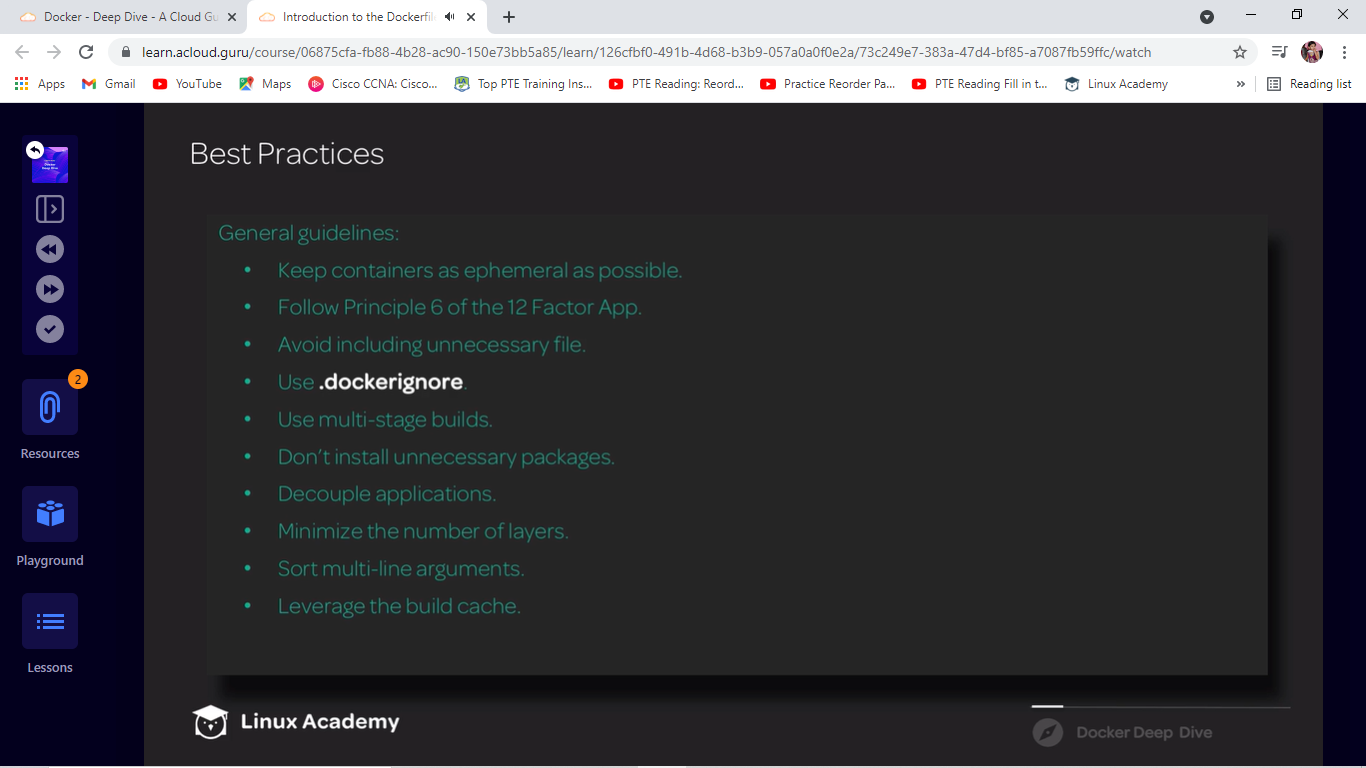 Docker - Deep Dive - A Cloud Gu
Introduction to the Dockerfile
learn.acloud.guru/course/06875cfa-fb88-4b28-ac90-150e73bb5a85/learn/126cfbf0-491b-4d68-b3b9-057a0a0f0e2a/73c249e7-383a-47d4-bf85-a7087fb59ffc/watch
Apps Gmail YouTube Maps Cisco CCNA: Cisco... Top PTE Training Ins... PTE Reading: Reord... Practice Reorder Pa... PTE Reading Fill in t... Linux Academy » Reading list
Best Practices
General guidelines:
• Keep containers as ephemeral as possible.
• Follow Principle 6 of the 12 Factor App.
• Avoid including unnecessary file.
• Use .dockerignore.
• Use multi-stage builds.
• Don't install unnecessary packages.
• Decouple applications.
• Minimize the number of layers.
• Sort multi-line arguments.
• Leverage the build cache.
2
Resources
Playground
Lessons
Linux Academy
Docker Deep Dive